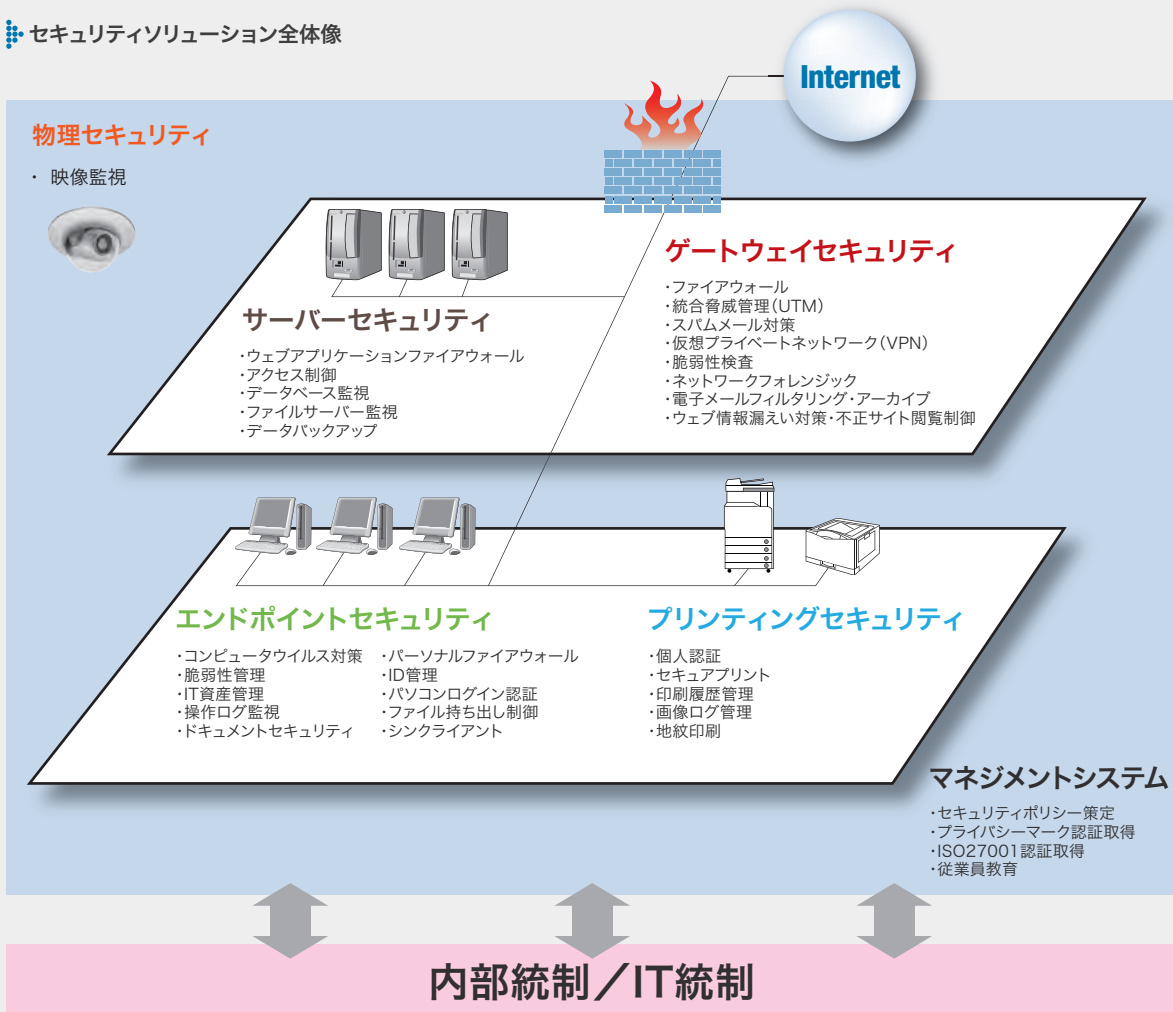 セキュリティソリューション全体像
Internet
物理セキュリティ
・ 映像監視
ゲートウェイセキュリティ
・ファイアウォール
・統合脅威管理（UTM）
・スパムメール対策
・仮想プライベートネットワーク（VPN）
・脆弱性検査
・ネットワークフォレンジック
・電子メールフィルタリング・アーカイブ
・ウェブ情報漏えい対策・不正サイト閲覧制御
サーバーセキュリティ
・ウェブアプリケーションファイアウォール
・アクセス制御
・データベース監視
・ファイルサーバー監視
・データバックアップ
エンドポイントセキュリティ
・コンピュータウイルス対策
・脆弱性管理
・IT資産管理
・操作ログ監視
・ドキュメントセキュリティ
・パーソナルファイアウォール
・ID管理
・パソコンログイン認証
・ファイル持ち出し制御
・シンクライアント
プリンティングセキュリティ
・個人認証
・セキュアプリント
・印刷履歴管理
・画像ログ管理
・地紋印刷
マネジメントシステム
・セキュリティポリシー策定
・プライバシーマーク認証取得
・ISO27001認証取得
・従業員教育
内部統制／IT統制